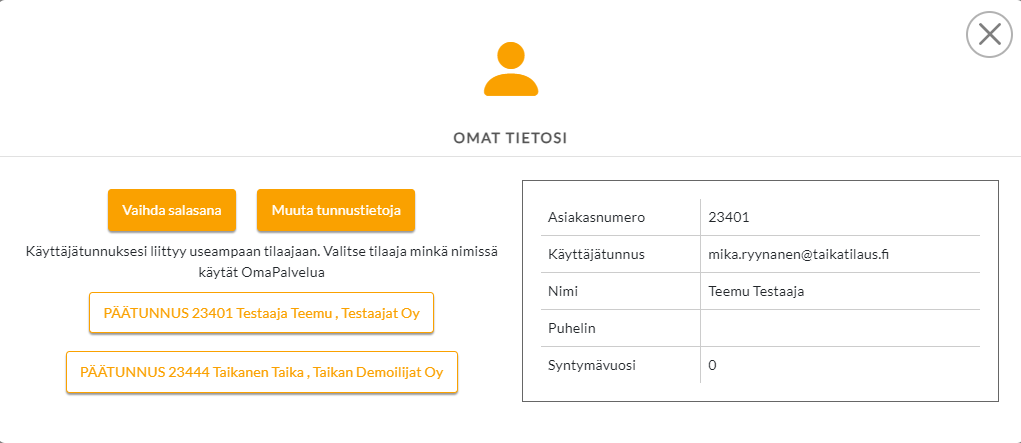 OMAT TIETOSI
Vaihda salasana
Muuta tunnustietoja
Käyttäjätunnuksesi liittyy useampaan tilaajaan. Valitse tilaaja minkä nimissä
käytät OmaPalvelua
PÄÄTUNNUS 23401 Testaaja Teemu , Testaajat Oy
PÄÄTUNNUS 23444 Taikanen Taika , Taikan Demoilijat Oy
Asiakasnumero 23401
Käyttäjätunnus mika.ryynanen@taikatilaus.fi
Nimi Teemu Testaaja
Puhelin
Syntymävuosi 0